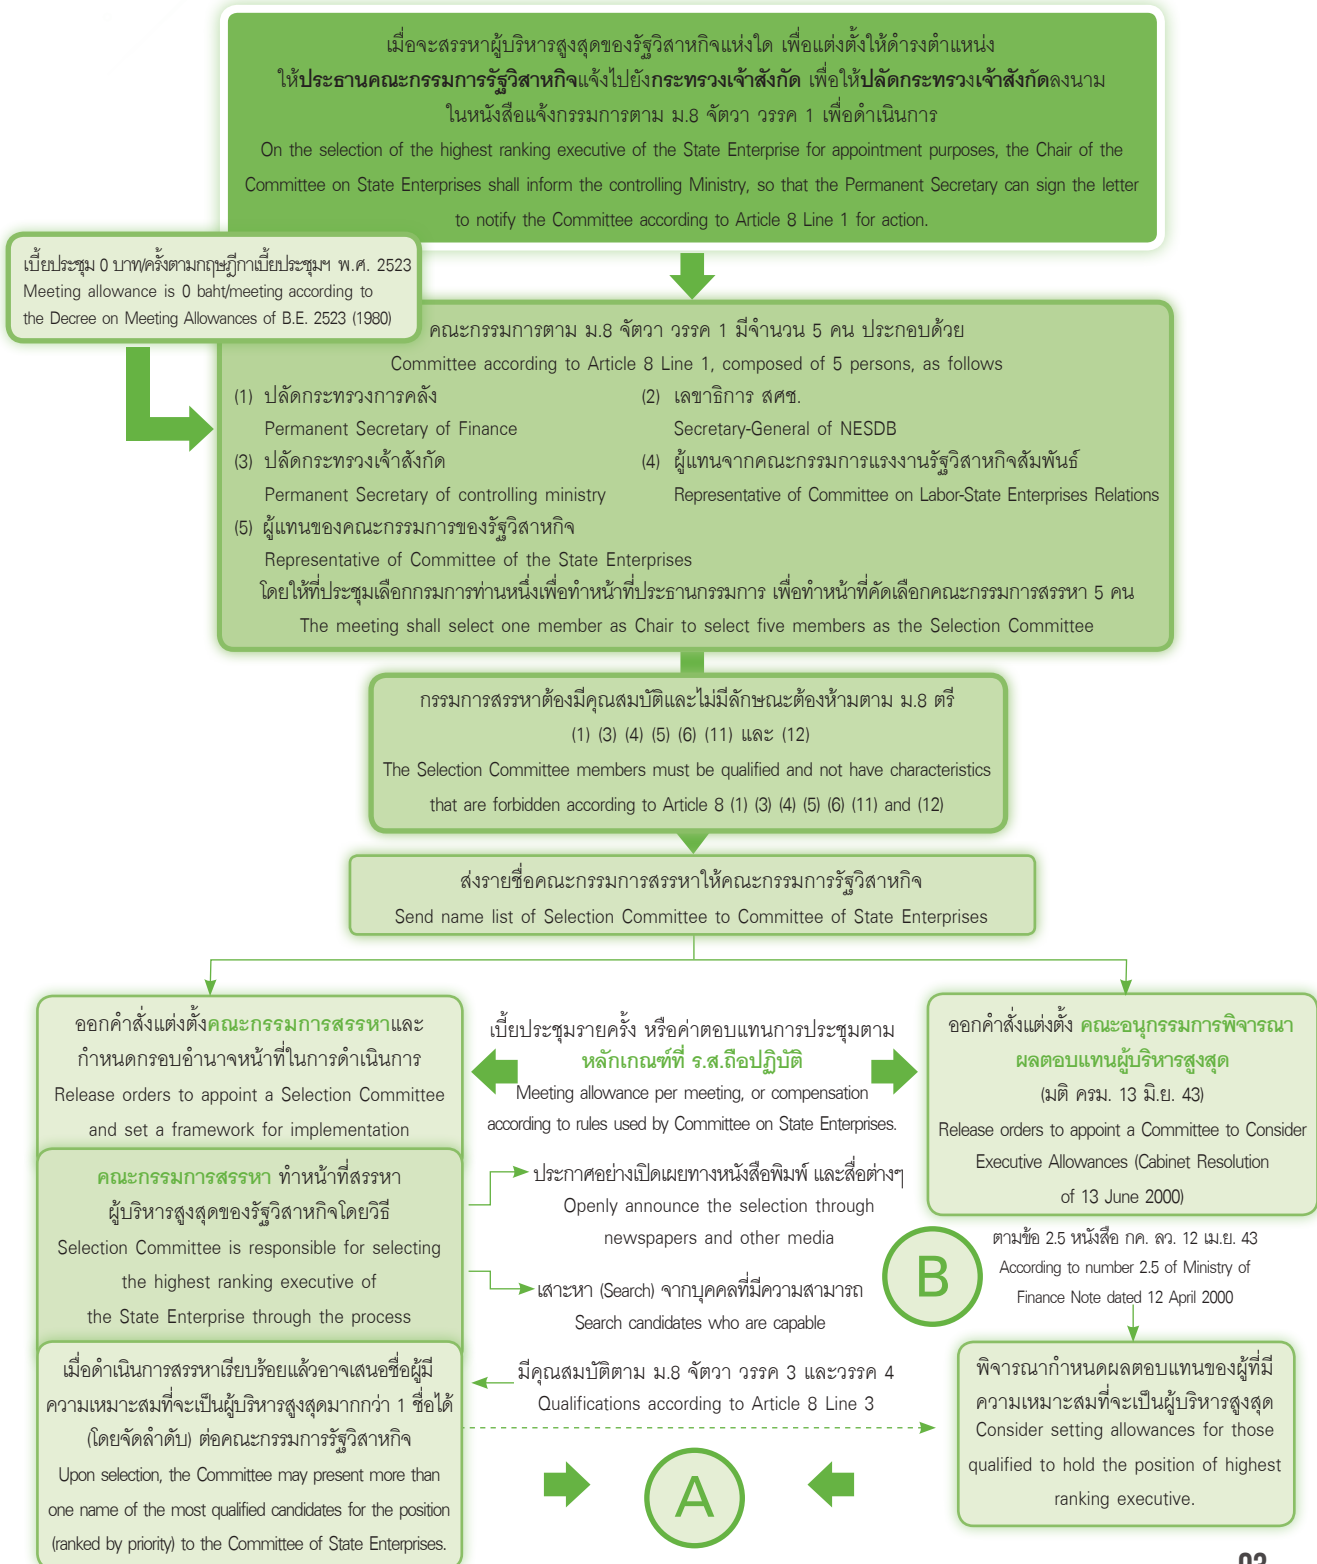 เมื่อจะสรรหาผู้บริหารสูงสุดของรัฐวิสาหกิจแห่งใด เพื่อแต่งตั้งให้ดำรงตำแหน่ง
ให้ประธานคณะกรรมการรัฐวิสาหกิจแจ้งไปยังกระทรวงเจ้าสังกัด เพื่อให้ปลัดกระทรวงเจ้าสังกัดลงนาม
ในหนังสือแจ้งกรรมการตาม ม.8 จัตวา วรรค 1 เพื่อดำเนินการ
On the selection of the highest ranking executive of the State Enterprise for appointment purposes, the Chair of the
Committee on State Enterprises shall inform the controlling Ministry, so that the Permanent Secretary can sign the letter
to notify the Committee according to Article 8 Line 1 for action.
เบี้ยประชุม 0 บาท/ครั้งตามกฤษฎีกาเบี้ยประชุมฯ พ.ศ. 2523
Meeting allowance is 0 baht/meeting according to
the Decree on Meeting Allowances of B.E. 2523 (1980)
คณะกรรมการตาม ม.8 จัตวา วรรค 1 มีจำนวน 5 คน ประกอบด้วย
Committee according to Article 8 Line 1, composed of 5 persons, as follows
(1) ปลัดกระทรวงการคลัง
Permanent Secretary of Finance
(2) เลขาธิการ สศช.
Secretary-General of NESDB
(3) ปลัดกระทรวงเจ้าสังกัด
Permanent Secretary of controlling ministry
(4) ผู้แทนจากคณะกรรมการแรงงานรัฐวิสาหกิจสัมพันธ์
Representative of Committee on Labor-State Enterprises Relations
(5) ผู้แทนของคณะกรรมการของรัฐวิสาหกิจ
Representative of Committee of the State Enterprises
โดยให้ที่ประชุมเลือกกรมการท่านหนึ่งเพื่อทำหน้าที่ประธานกรรมการ เพื่อทำหน้าที่คัดเลือกคณะกรรมการสรรหา 5 คน
The meeting shall select one member as Chair to select five members as the Selection Committee
กรรมการสรรหาต้องมีคุณสมบัติและไม่มีลักษณะต้องห้ามตาม ม.8 ตรี
(1) (3) (4) (5) (6) (11) และ (12)
The Selection Committee members must be qualified and not have characteristics
that are forbidden according to Article 8 (1) (3) (4) (5) (6) (11) and (12)
ส่งรายชื่อคณะกรรมการสรรหาให้คณะกรรมการรัฐวิสาหกิจ
Send name list of Selection Committee to Committee of State Enterprises
ออกคำสั่งแต่งตั้งคณะกรรมการสรรหาและ
กำหนดกรอบอำนาจหน้าที่ในการดำเนินการ
Release orders to appoint a Selection Committee
and set a framework for implementation
เบี้ยประชุมรายครั้ง หรือค่าตอบแทนการประชุมตาม
หลักเกณฑ์ที่ ร.ส.ถือปฏิบัติ
Meeting allowance per meeting, or compensation
according to rules used by Committee on State Enterprises.
ออกคำสั่งแต่งตั้ง คณะอนุกรรมการพิจารณา
ผลตอบแทนผู้บริหารสูงสุด
(มติ ครม. 13 มิ.ย. 43)
Release orders to appoint a Committee to Consider
Executive Allowances (Cabinet Resolution
of 13 June 2000)
คณะกรรมการสรรหา ทำหน้าที่สรรหา
ผู้บริหารสูงสุดของรัฐวิสาหกิจโดยวิธี
Selection Committee is responsible for selecting
the highest ranking executive of
the State Enterprise through the process
ประกาศอย่างเปิดเผยทางหนังสือพิมพ์ และสื่อต่างๆ
Openly announce the selection through
newspapers and other media
เสาะหา (Search) จากบุคคลที่มีความสามารถ
Search candidates who are capable
B
ตามข้อ 2.5 หนังสือ กค. ลว. 12 เม.ย. 43
According to number 2.5 of Ministry of
Finance Note dated 12 April 2000
เมื่อดำเนินการสรรหาเรียบร้อยแล้วอาจเสนอชื่อผู้มี
ความเหมาะสมที่จะเป็นผู้บริหารสูงสุดมากกว่า 1 ชื่อได้
(โดยจัดลำดับ) ต่อคณะกรรมการรัฐวิสาหกิจ
Upon selection, the Committee may present more than
one name of the most qualified candidates for the position
(ranked by priority) to the Committee of State Enterprises.
มีคุณสมบัติตาม ม.8 จัตวา วรรค 3 และวรรค 4
Qualifications according to Article 8 Line 3
A
พิจารณากำหนดผลตอบแทนของผู้ที่มี
ความเหมาะสมที่จะเป็นผู้บริหารสูงสุด
Consider setting allowances for those
qualified to hold the position of highest
ranking executive.